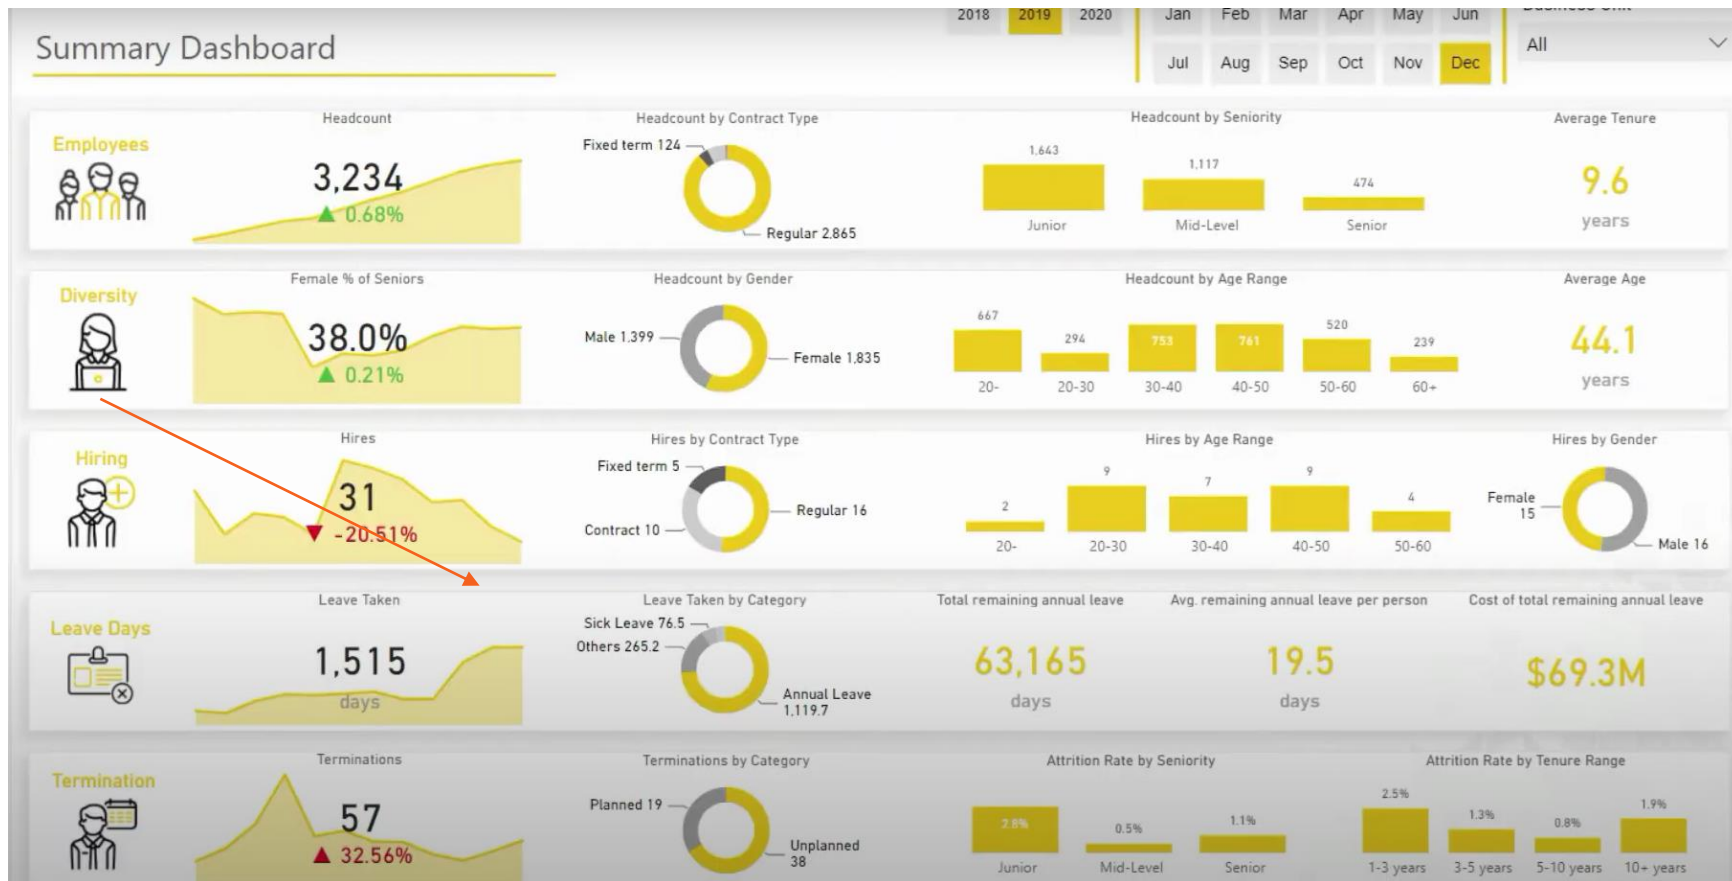 2018 2019 2020
Jan Feb Mar Apr May Jun
Summary Dashboard
All
Jul Aug Sep Oct Nov Dec
Employees
Headcount
3,234
0.68%
Headcount by Contract Type
Fixed term 124
Regular 2,865
Headcount by Seniority
1,643 1,117 474
Junior Mid-Level Senior
Average Tenure
9.6
years
Diversity
Female % of Seniors
38.0%
0.21%
Headcount by Gender
Male 1.399
Female 1,835
Headcount by Age Range
667 294 753 761 520 239
20- 20-30 30-40 40-50 50-60 60+
Average Age
44.1
years
Hiring
Hires
31
-20.51%
Hires by Contract Type
Fixed term 5
Regular 16
Contract 10
Hires by Age Range
2 9 7 9 4
20- 20-30 30-40 40-50 50-60
Hires by Gender
Female
15
Male 16
Leave Days
Leave Taken
1,515
days
Leave Taken by Category
Sick Leave 76.5
Others 265.2
Annual Leave
1,119.7
Total remaining annual leave
63,165
days
Avg. remaining annual leave per person
19.5
days
Cost of total remaining annual leave
$69.3M
Termination
Terminations
57
32.56%
Terminations by Category
Planned 19
Unplanned
38
Attrition Rate by Seniority
2.8% 0.5% 1.1%
Junior Mid-Level Senior
Attrition Rate by Tenure Range
2.5% 1.3% 0.8% 1.9%
1-3 years 3-5 years 5-10 years 10+ years